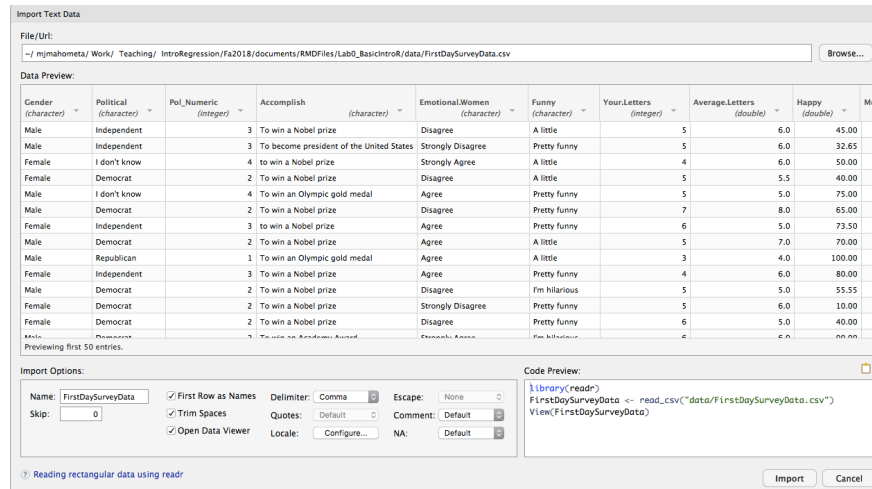 Import Text Data
File/Url:
~/ mjmahometa/ Work/ Teaching/ IntroRegression/Fa2018/documents/RMDFiles/Lab0_BasicIntroR/data/FirstDaySurveyData.csv Browse...
Data Preview:
Gender Political Pol_Numeric Accomplish Emotional.Women Funny Your.Letters Average.Letters Happy
(character) (character) (integer) (character) (character) (character) (integer) (double) (double)
Male Independent 3 To win a Nobel prize Disagree A little 5 6.0 45.00
Male Independent 3 To become president of the United States Strongly Disagree Pretty funny 5 6.0 32.65
Female I don't know 4 to win a Nobel prize Strongly Agree A little 4 6.0 50.00
Female Democrat 2 To win a Nobel prize Disagree A little 5 5.5 40.00
Male I don't know 4 To win an Olympic gold medal Agree Pretty funny 5 5.0 75.00
Male Democrat 2 To win a Nobel prize Disagree Pretty funny 7 8.0 65.00
Female Independent 3 to win a Nobel prize Agree Pretty funny 6 5.0 73.50
Male Democrat 2 To win a Nobel prize Agree A little 5 7.0 70.00
Male Republican 1 To win an Olympic gold medal Agree A little 3 4.0 100.00
Female Independent 3 To win a Nobel prize Agree Pretty funny 4 6.0 80.00
Male Democrat 2 To win a Nobel prize Disagree I'm hilarious 5 5.0 55.55
Female Democrat 2 To win a Nobel prize Strongly Disagree Pretty funny 5 6.0 10.00
Female Democrat 2 To win a Nobel prize Disagree Pretty funny 6 5.0 40.00
Male Democrat 2 To win an Academy Award Strongly Agree I'm hilarious 6 6.0
Previewing first 50 entries.
Import Options: Code Preview:
Name: FirstDaySurveyData First Row as Names Delimiter: Comma Escape: None
Skip: 0 Trim Spaces Quotes: Default Comment: Default
Open Data Viewer Locale: Configure... NA: Default
library(readr)
FirstDaySurveyData <- read_csv("data/FirstDaySurveyData.csv")
View(FirstDaySurveyData)
? Reading rectangular data using readr Import Cancel